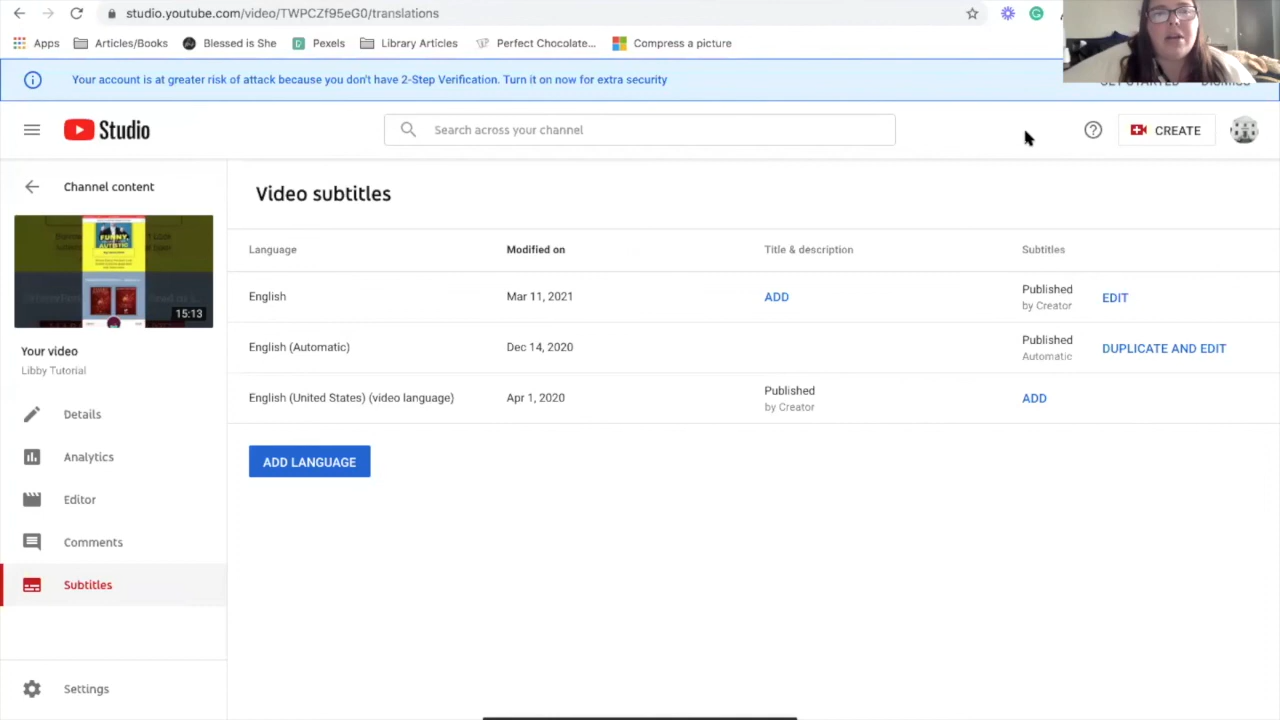 studio.youtube.com/video/TWPCZf95eG0/translations
Apps Articles/Books Blessed is She Pexels Library Articles Perfect Chocolate... Compress a picture
Your account is at greater risk of attack because you don't have 2-Step Verification. Turn it on now for extra security
Studio
Search across your channel
CREATE
Channel content
FUNNY,
AUTISTIC
15:13
Your video
Libby Tutorial
Details
Analytics
Editor
Comments
Subtitles
Settings
Video subtitles
Language Modified on Title & description Subtitles
English Mar 11, 2021 ADD Published by Creator EDIT
English (Automatic) Dec 14, 2020 Published Automatic DUPLICATE AND EDIT
English (United States) (video language) Apr 1, 2020 Published by Creator ADD
ADD LANGUAGE